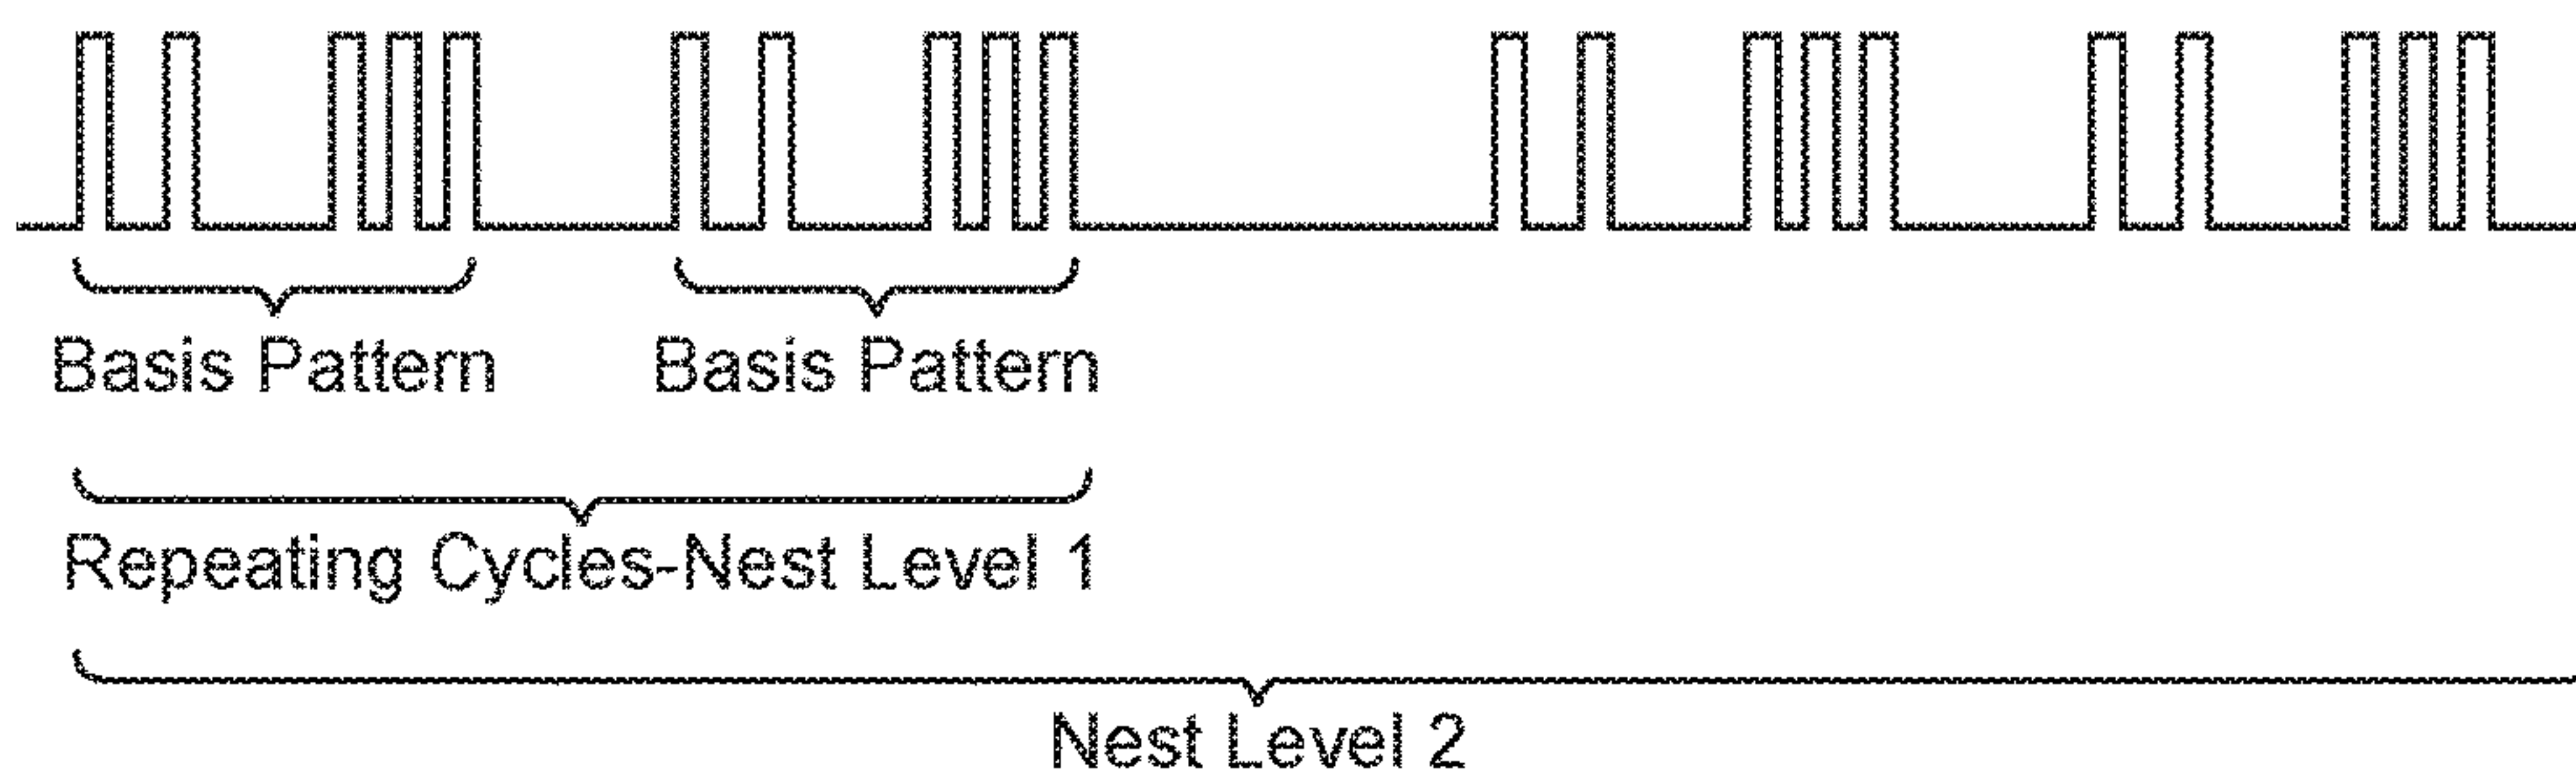 Basis Pattern Basis Pattern
Repeating Cycles-Nest Level 1
Nest Level 2